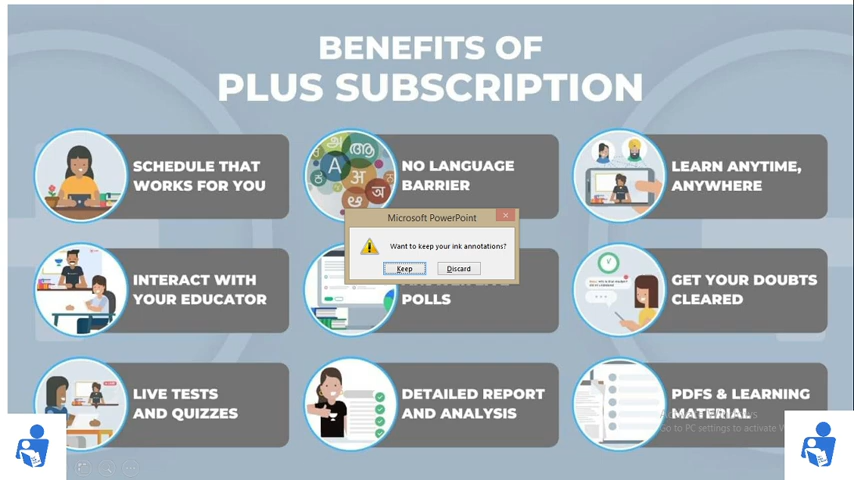 BENEFITS OF
PLUS SUBSCRIPTION
SCHEDULE THAT
WORKS FOR YOU
NO LANGUAGE
BARRIER
LEARN ANYTIME,
ANYWHERE
Microsoft PowerPoint
Want to keep your ink annotations?
Keep
Discard
INTERACT WITH
YOUR EDUCATOR
POLLS
GET YOUR DOUBTS
CLEARED
LIVE TESTS
AND QUIZZES
DETAILED REPORT
AND ANALYSIS
PDFS & LEARNING
MATERIAL
Go to PC settings to activate
A
അ
अ